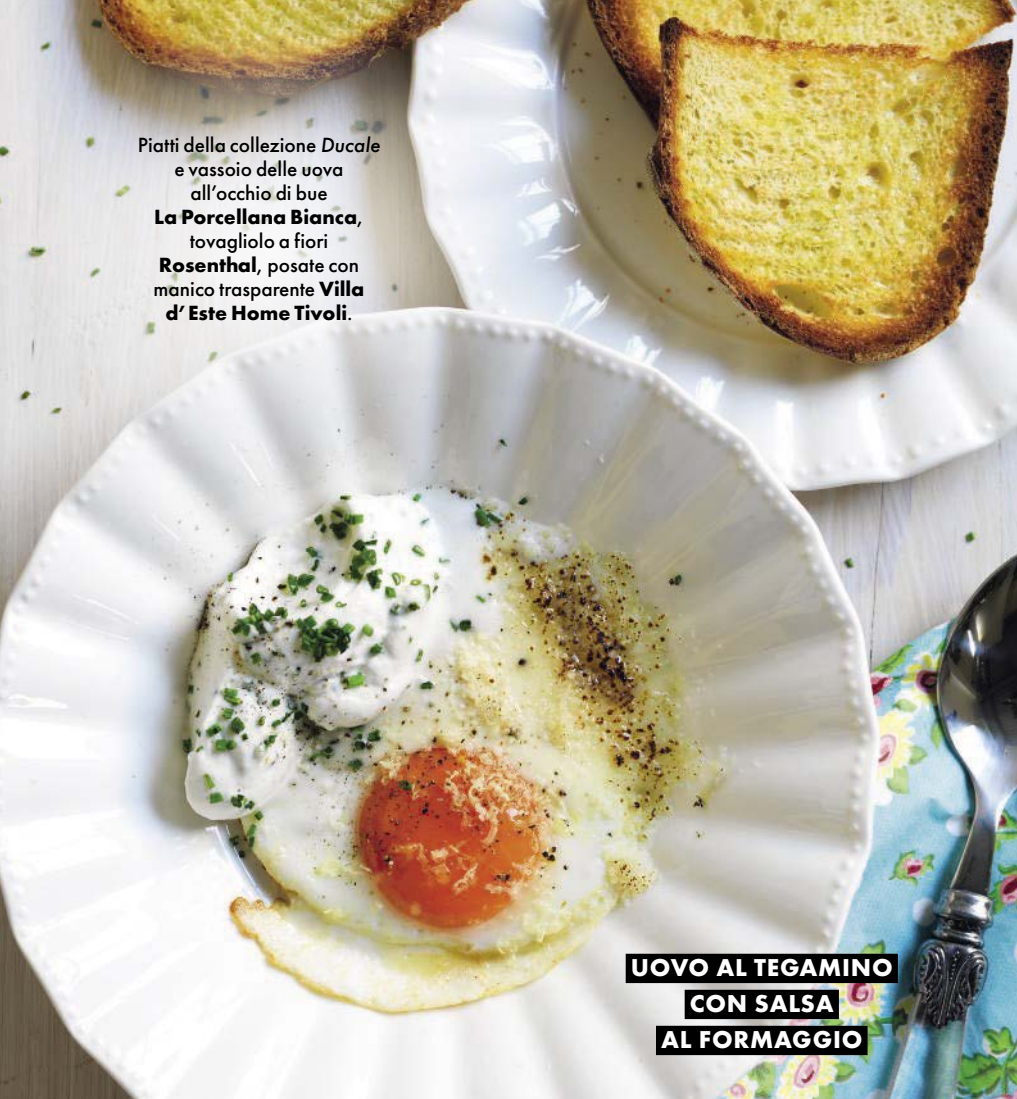 Piatti della collezione Ducale
e vassoio delle uova
all'occhio di bue
La Porcellana Bianca,
tovagliolo a fiori
Rosenthal, posate con
manico trasparente Villa
d' Este Home Tivoli.
UOVO AL TEGAMINO
CON SALSA
AL FORMAGGIO